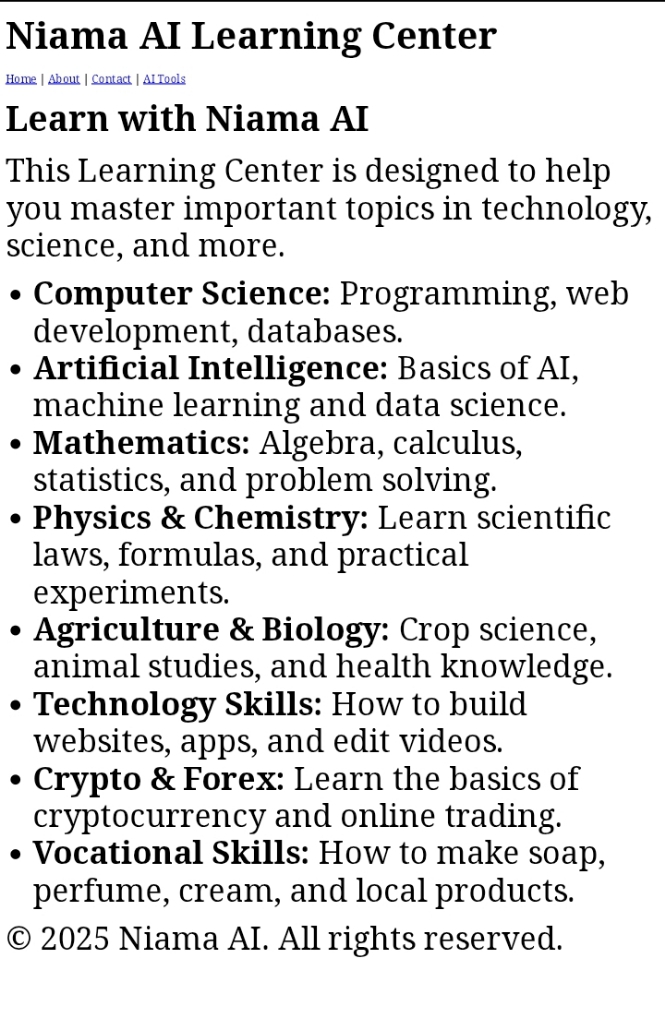 Niama AI Learning Center
Home | About | Contact | AI Tools
Learn with Niama AI
This Learning Center is designed to help
you master important topics in technology,
science, and more.
• Computer Science: Programming, web
development, databases.
• Artificial Intelligence: Basics of AI,
machine learning and data science.
• Mathematics: Algebra, calculus,
statistics, and problem solving.
• Physics & Chemistry: Learn scientific
laws, formulas, and practical
experiments.
• Agriculture & Biology: Crop science,
animal studies, and health knowledge.
• Technology Skills: How to build
websites, apps, and edit videos.
• Crypto & Forex: Learn the basics of
cryptocurrency and online trading.
• Vocational Skills: How to make soap,
perfume, cream, and local products.
© 2025 Niama AI. All rights reserved.